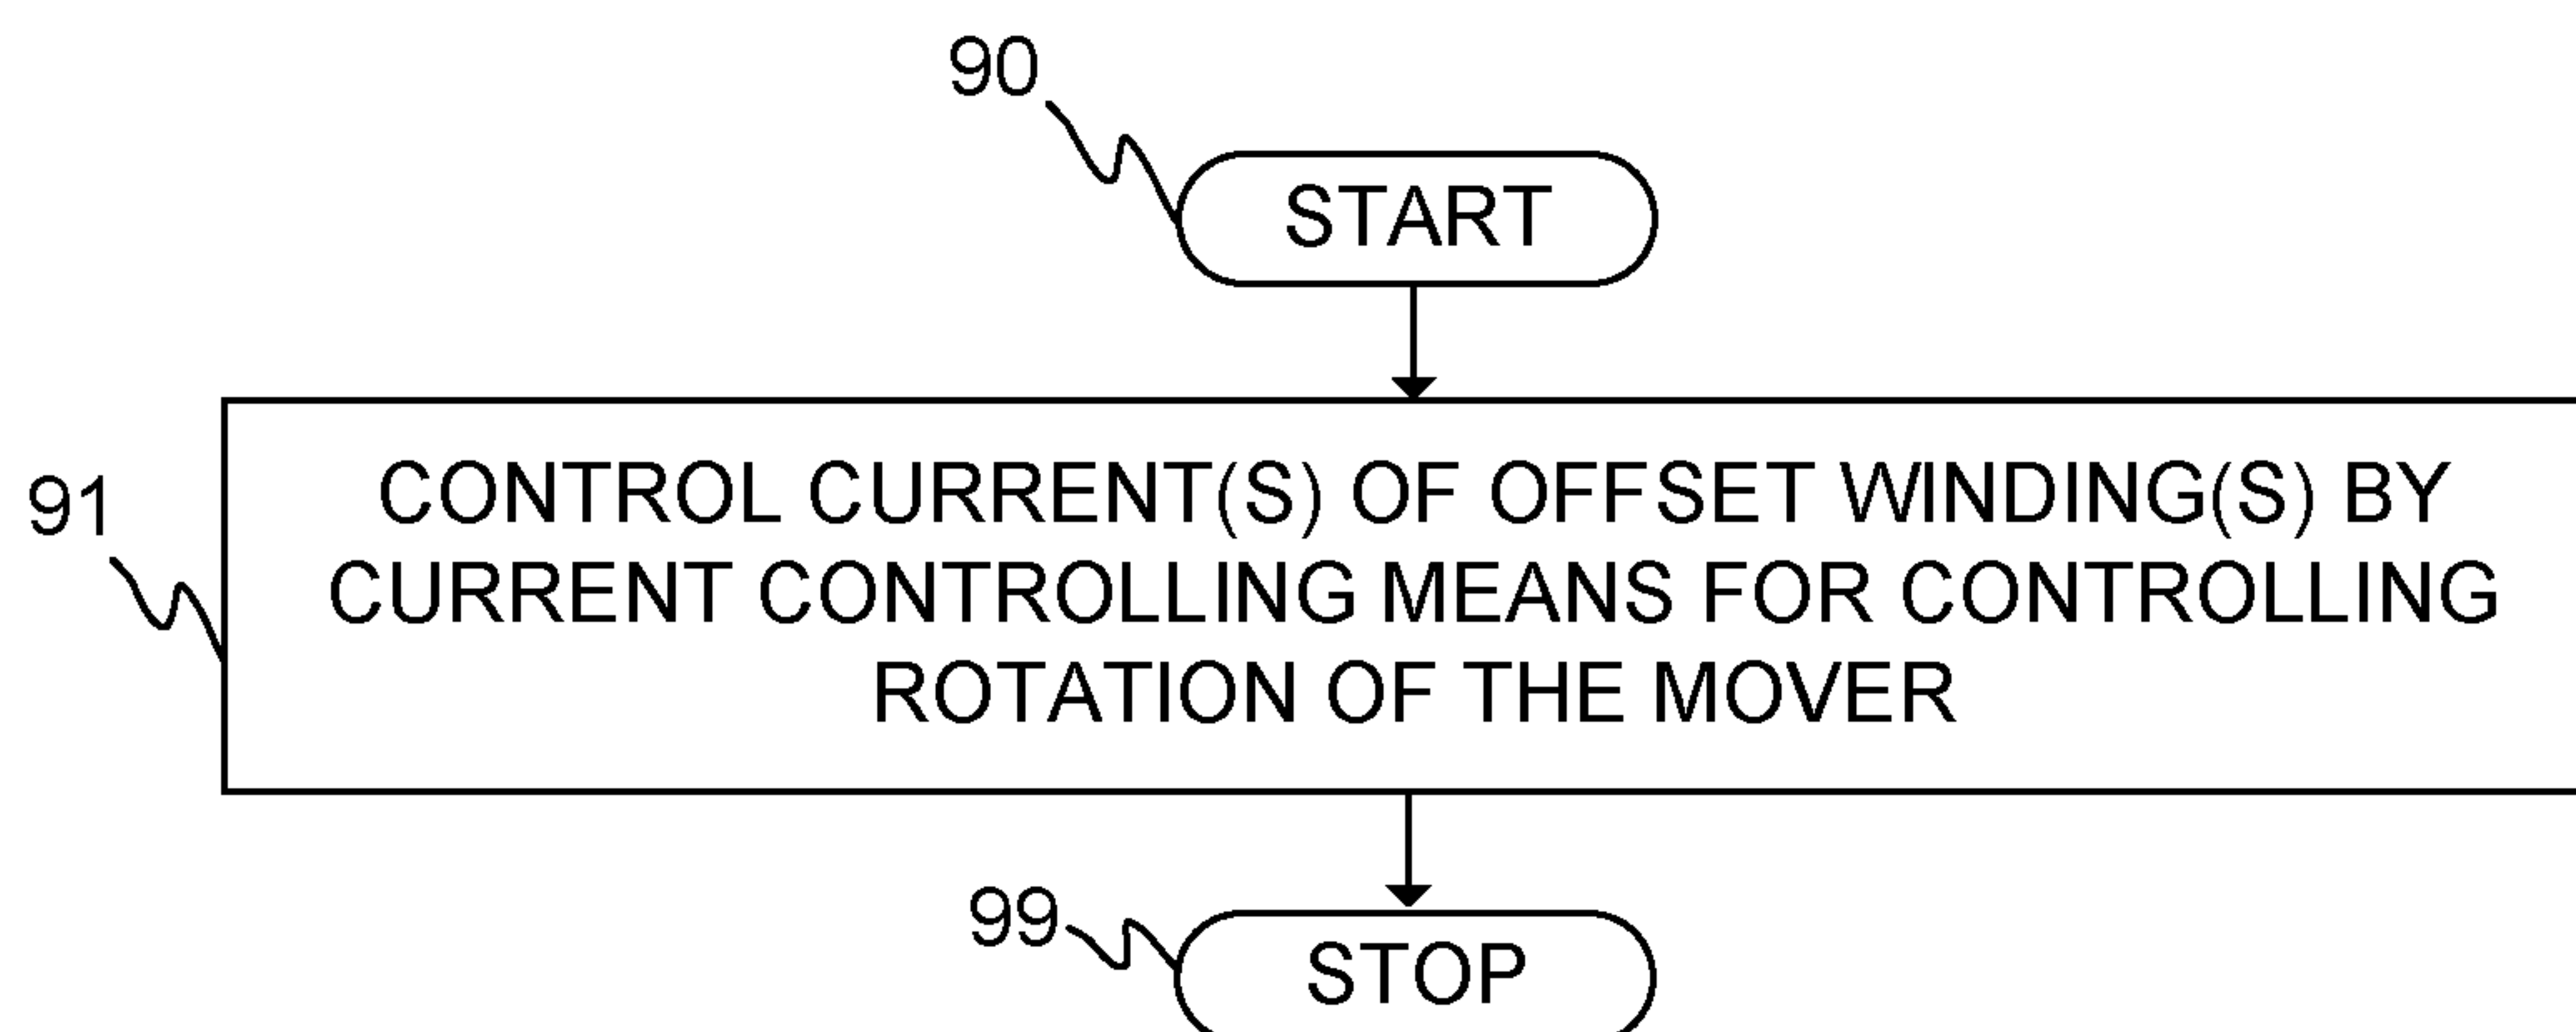 90
START
91
CONTROL CURRENT(S) OF OFFSET WINDING(S) BY
CURRENT CONTROLLING MEANS FOR CONTROLLING
ROTATION OF THE MOVER
99
STOP